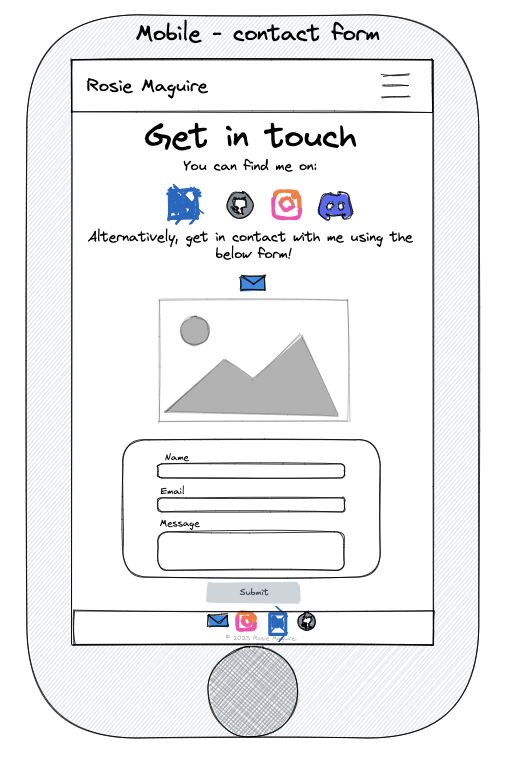 Mobile - contact form
Rosie Maguire
Get in touch
You can find me on:
Alternatively, get in contact with me using the
below form!
Name
Email
Message
Submit
© 2023 Rosie Maguire